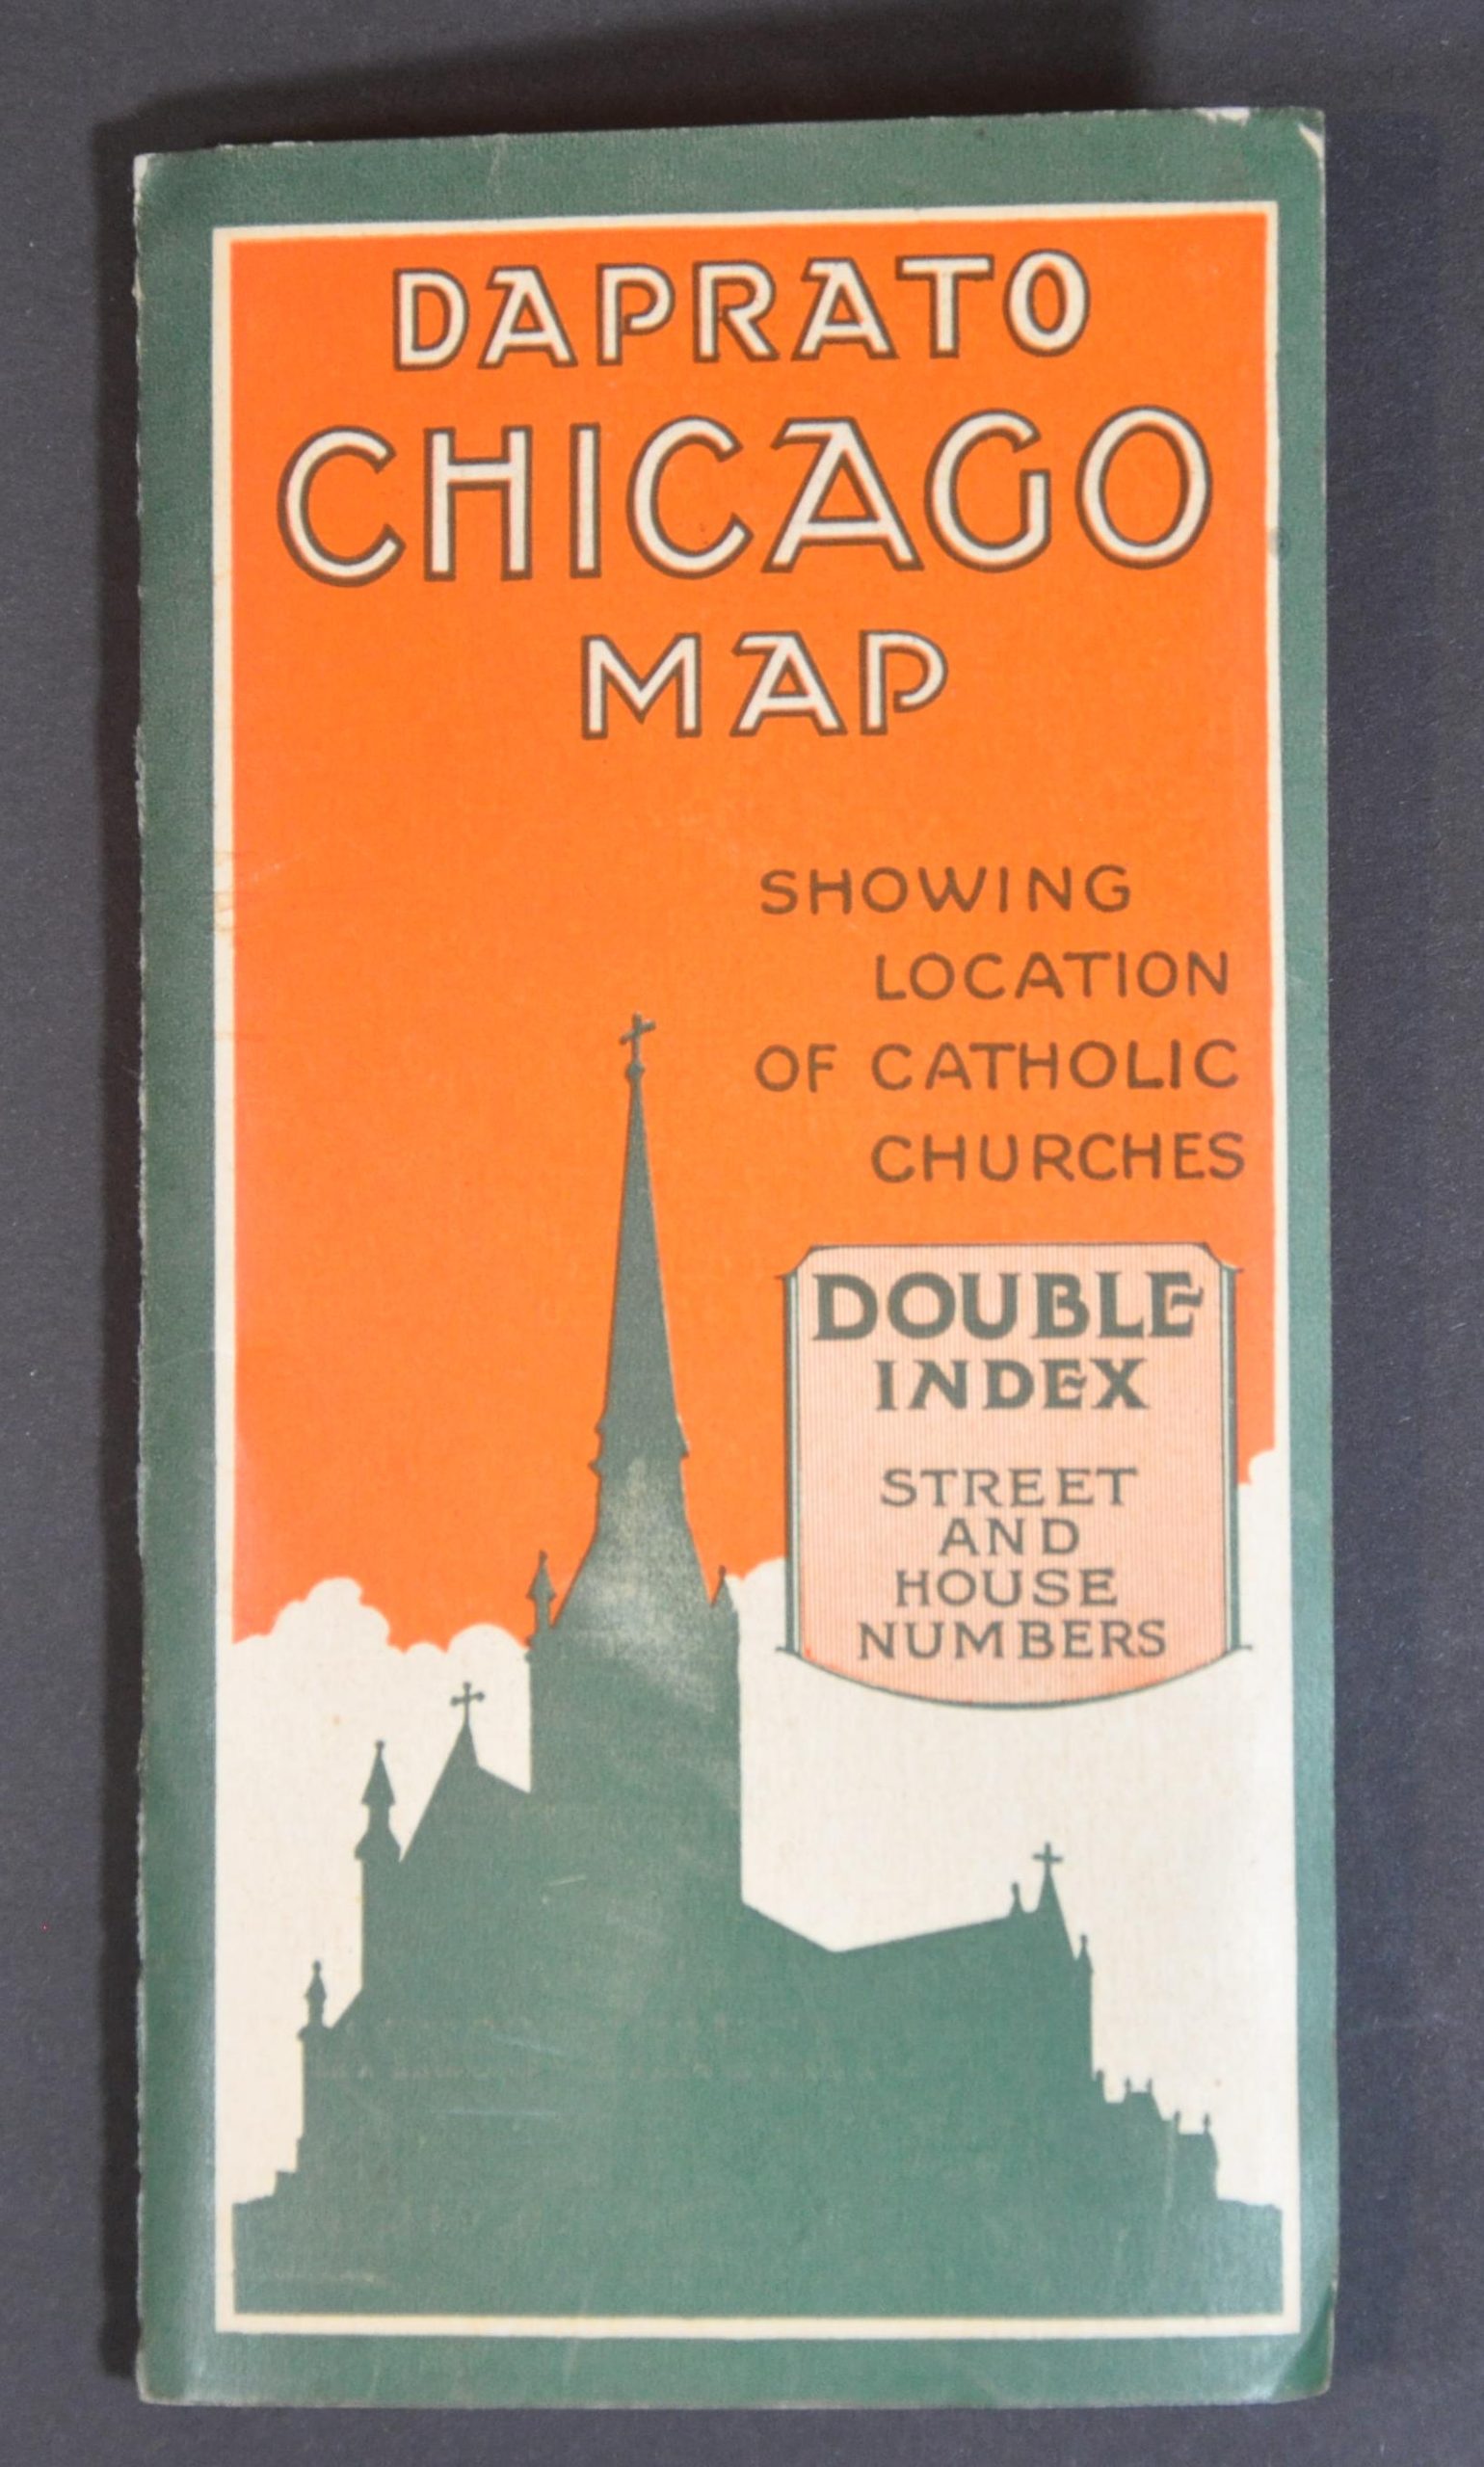 DAPRATO
CHICAGO
MAP
SHOWING
LOCATION
OF CATHOLIC
CHURCHES
DOUBLE
INDEX
STREET
AND
HOUSE
NUMBERS